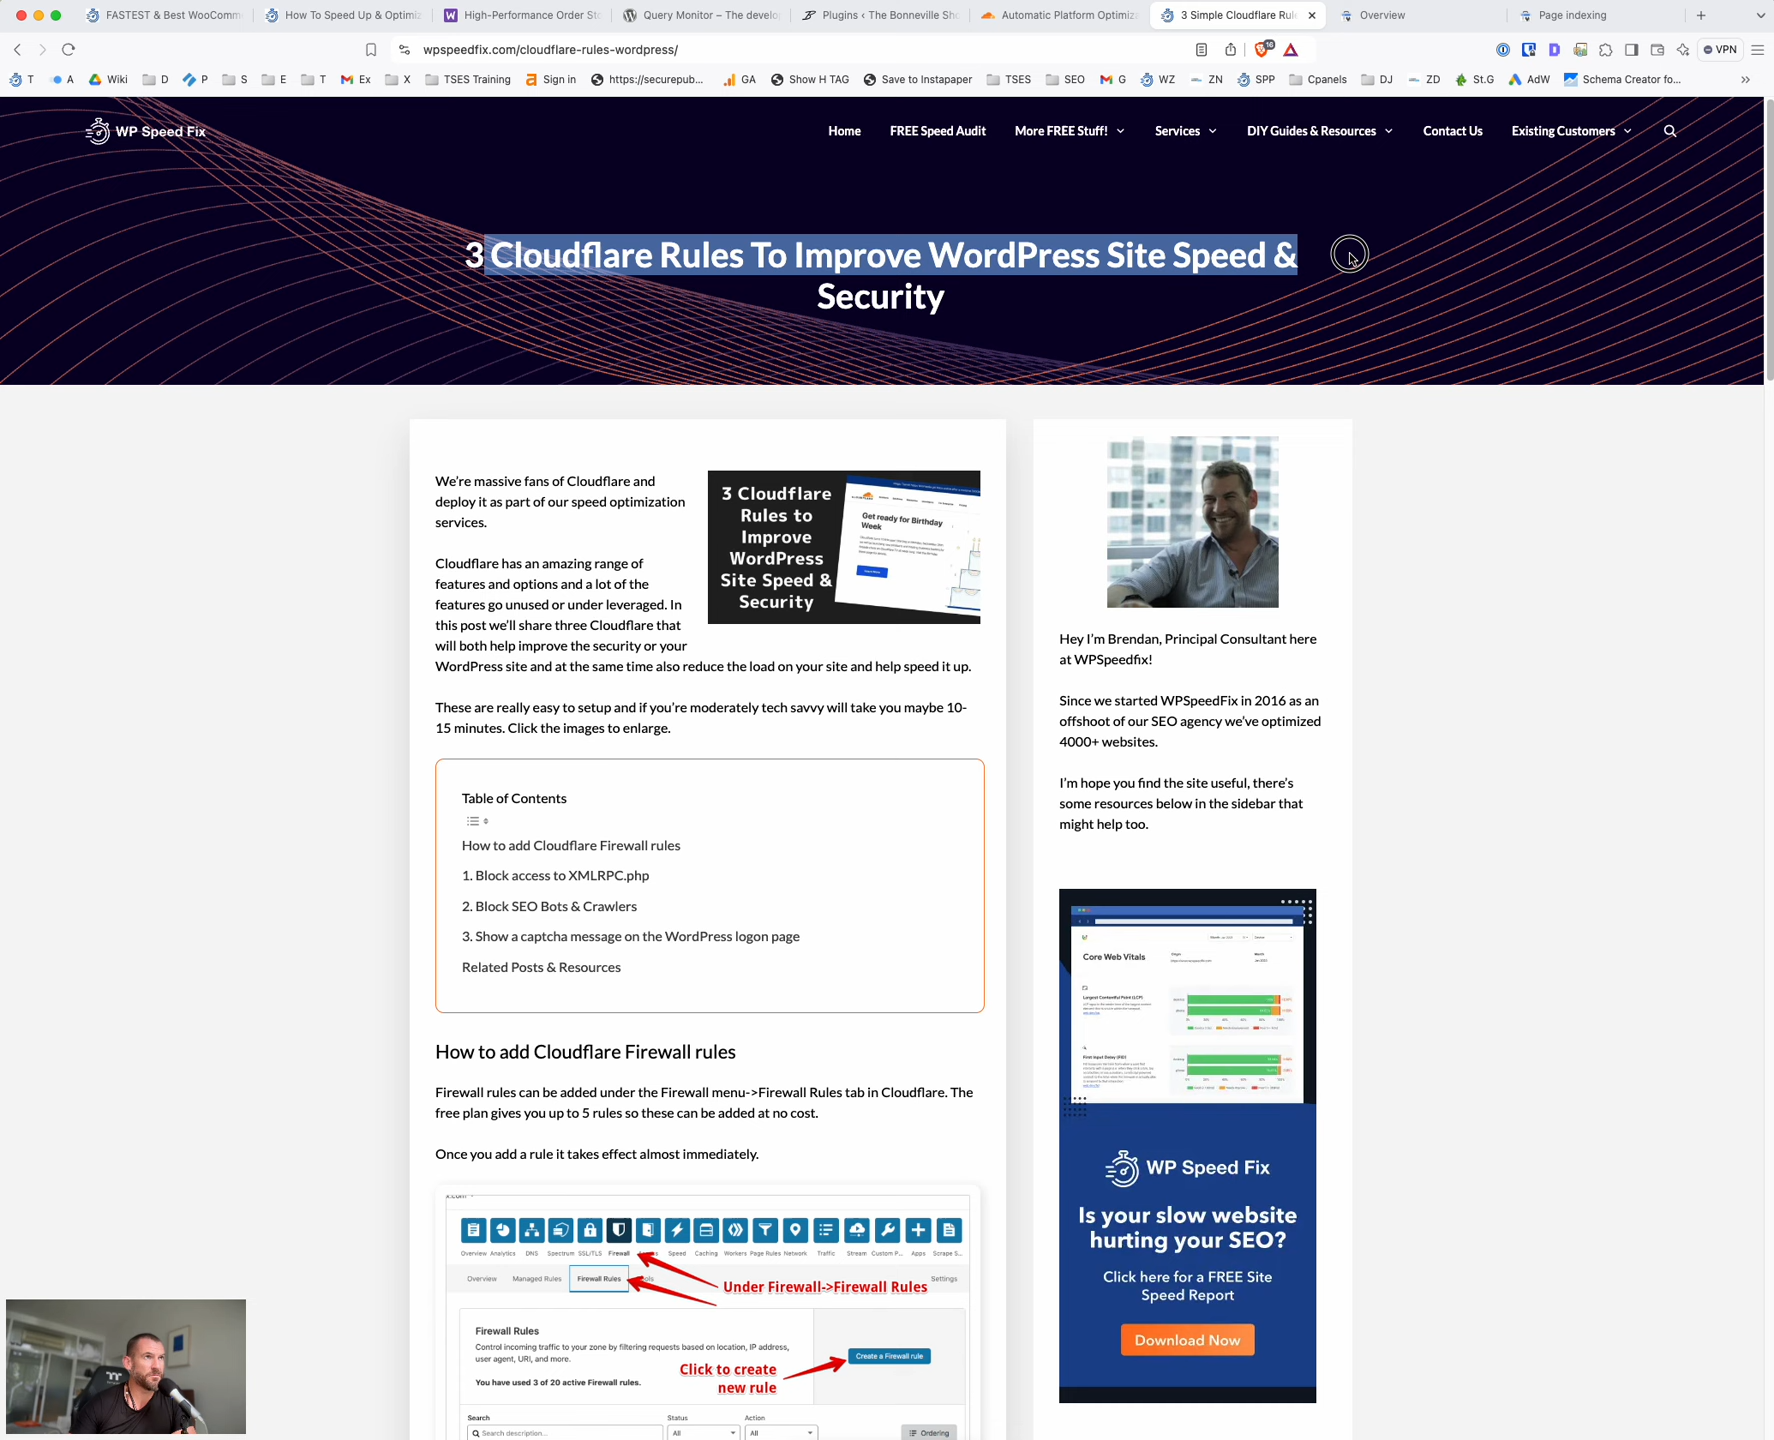 FASTEST & Best WooComm
How To Speed Up & Optimiz
High-Performance Order Sto
Query Monitor – The develo
Plugins ‹ The Bonneville Sho
Automatic Platform Optimiza
3 Simple Cloudflare Rul
Overview
Page indexing
wpspeedfix.com/cloudflare-rules-wordpress/
16
VPN
T
A
Wiki
D
P
S
E
T
Ex
X
TSES Training
Sign in
https://securepub...
GA
Show H TAG
Save to Instapaper
TSES
SEO
G
WZ
ZN
SPP
Cpanels
DJ
ZD
St.G
AdW
Schema Creator fo...
WP Speed Fix
Home
FREE Speed Audit
More FREE Stuff!
Services
DIY Guides & Resources
Contact Us
Existing Customers
3 Cloudflare Rules To Improve WordPress Site Speed &
Security
We're massive fans of Cloudflare and
deploy it as part of our speed optimization
services.
Cloudflare has an amazing range of
features and options and a lot of the
features go unused or under leveraged. In
this post we'll share three Cloudflare that
will both help improve the security or your
WordPress site and at the same time also reduce the load on your site and help speed it up.
3 Cloudflare
Rules to
Improve
WordPress
Site Speed &
Security
Get ready for Birthday
Week
These are really easy to setup and if you're moderately tech savvy will take you maybe 10-
15 minutes. Click the images to enlarge.
Table of Contents
How to add Cloudflare Firewall rules
1. Block access to XMLRPC.php
2. Block SEO Bots & Crawlers
3. Show a captcha message on the WordPress logon page
Related Posts & Resources
How to add Cloudflare Firewall rules
Firewall rules can be added under the Firewall menu->Firewall Rules tab in Cloudflare. The
free plan gives you up to 5 rules so these can be added at no cost.
Once you add a rule it takes effect almost immediately.
Overview
Analytics
DNS
Spectrum
SSL/TLS
Firewall
Speed
Caching
Workers
Page Rules
Network
Traffic
Stream
Custom P...
Apps
Scrape S...
Overview
Managed Rules
Firewall Rules
Settings
Under Firewall->Firewall Rules
Firewall Rules
Control incoming traffic to your zone by filtering requests based on location, IP address,
user agent, URI, and more.
You have used 3 of 20 active Firewall rules.
Click to create
new rule
Create a Firewall rule
Search
Status
Action
Search description...
All
All
Ordering
Hey I'm Brendan, Principal Consultant here
at WPSpeedfix!
Since we started WPSpeedFix in 2016 as an
offshoot of our SEO agency we've optimized
4000+ websites.
I'm hope you find the site useful, there's
some resources below in the sidebar that
might help too.
Core Web Vitals
Largest Contentful Paint (LCP)
First Input Delay (FID)
WP Speed Fix
Is your slow website
hurting your SEO?
Click here for a FREE Site
Speed Report
Download Now